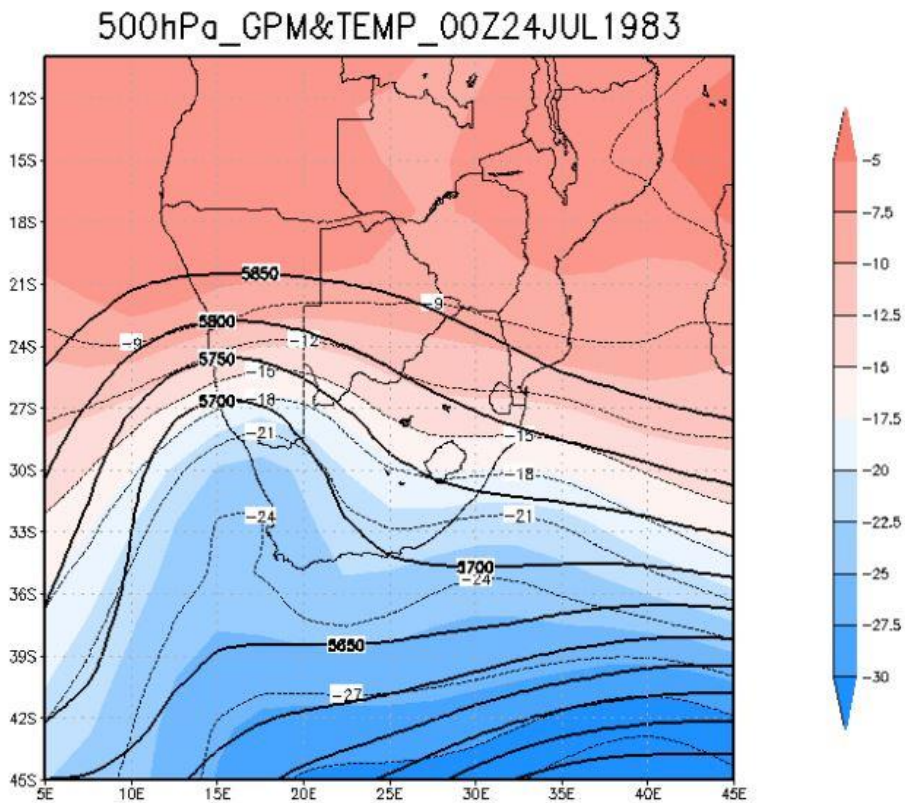 500hPa_GPM&TEMP_00Z24JUL1983
12S
15S
18S
21S
24S
27S
30S
33S
36S
39S
42S
45S
5E 10E 15E 20E 25E 30E 35E 40E 45E
5850
-9
5800
-9
-12
5750
-15
5700
-18
-21
-15
-18
-24
-21
5700
-24
5650
-27
-5
-7.5
-10
-12.5
-15
-17.5
-20
-22.5
-25
-27.5
-30